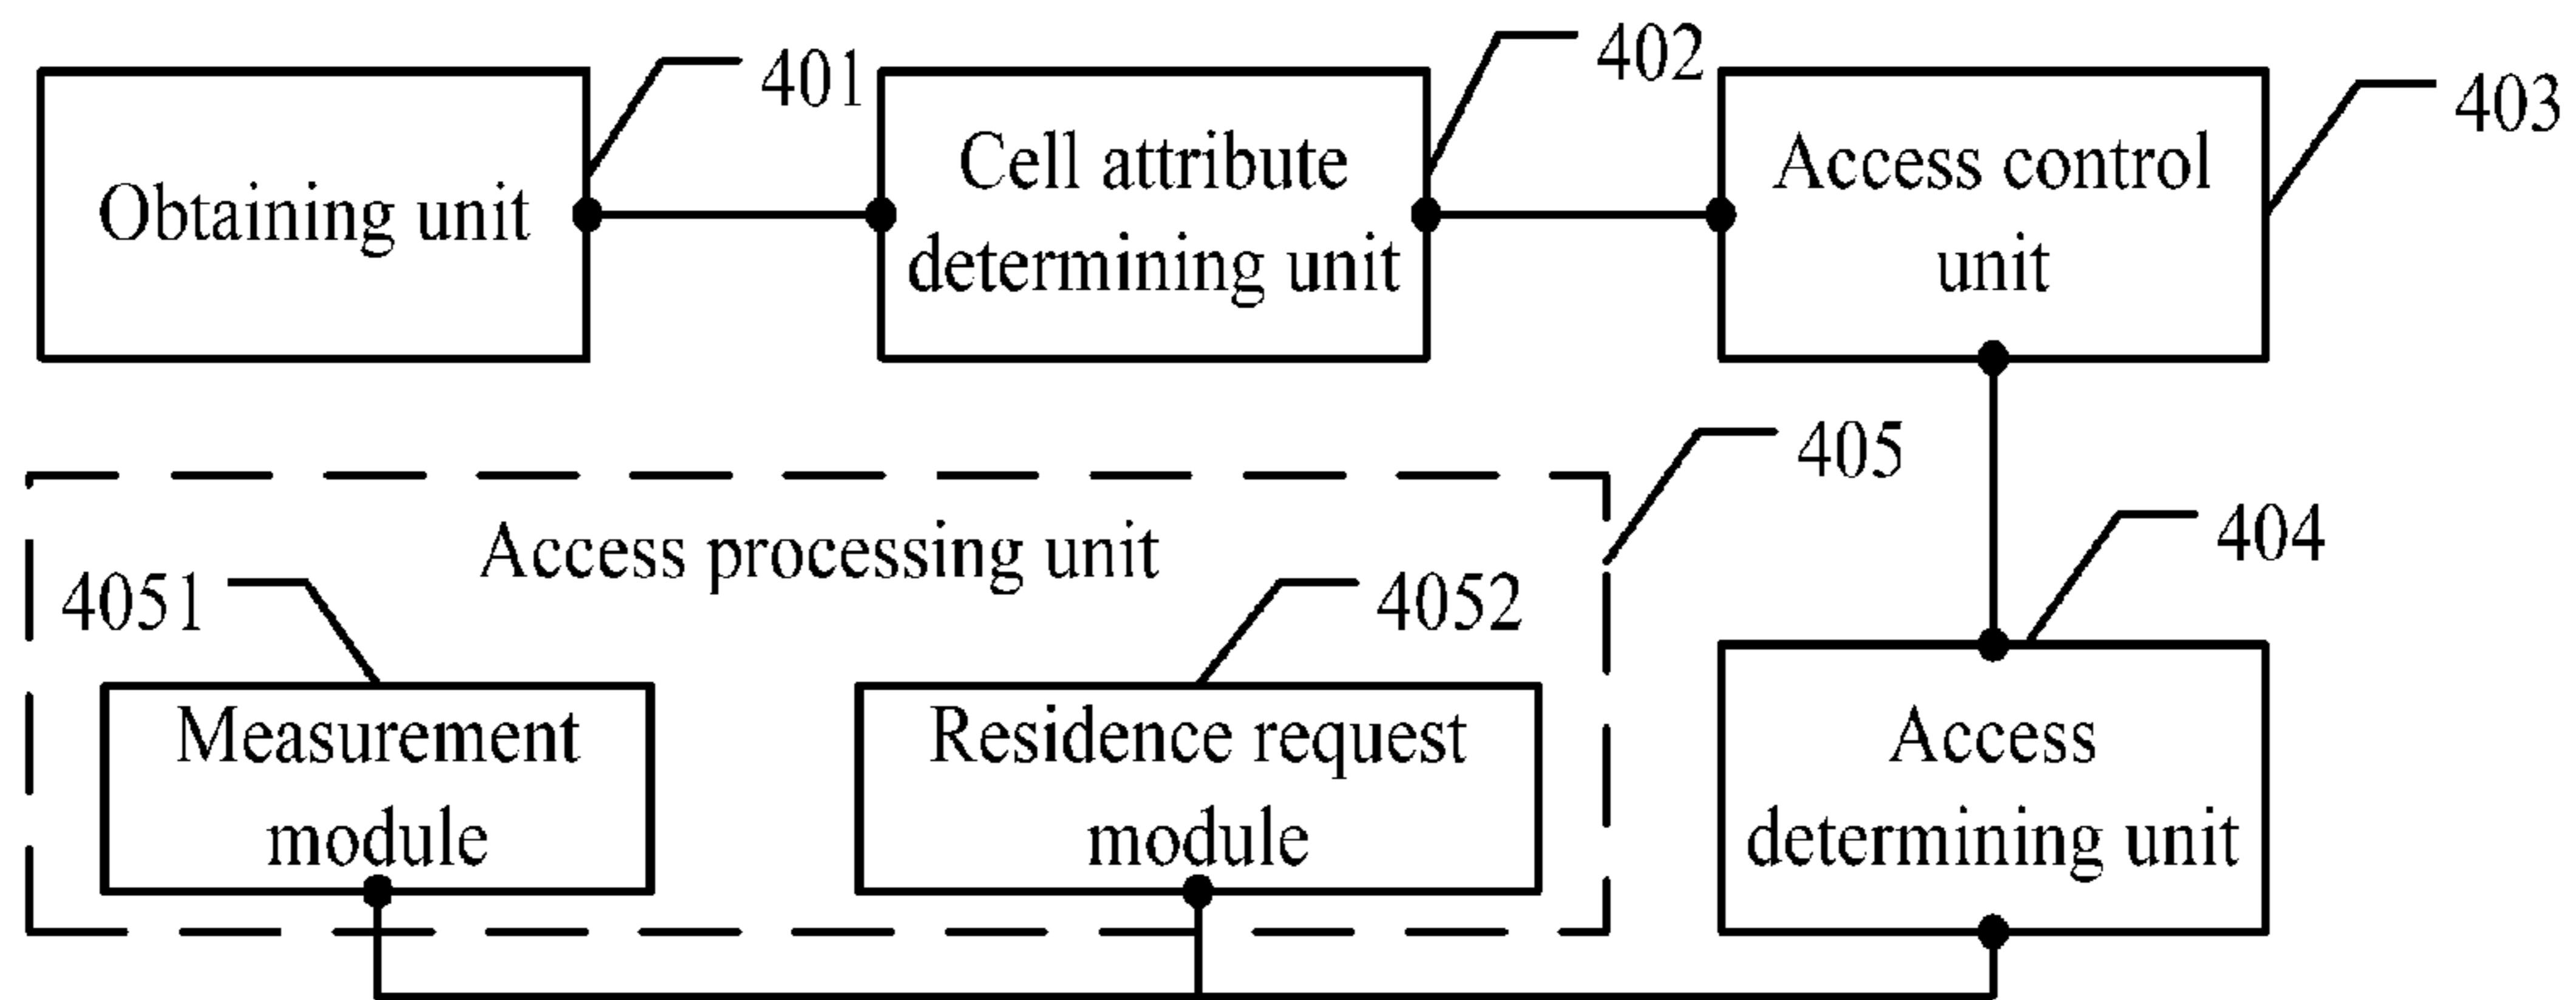 401
402
403
Obtaining unit
Cell attribute
determining unit
Access control
unit
405
404
Access processing unit
4051
4052
Measurement
module
Residence request
module
Access
determining unit